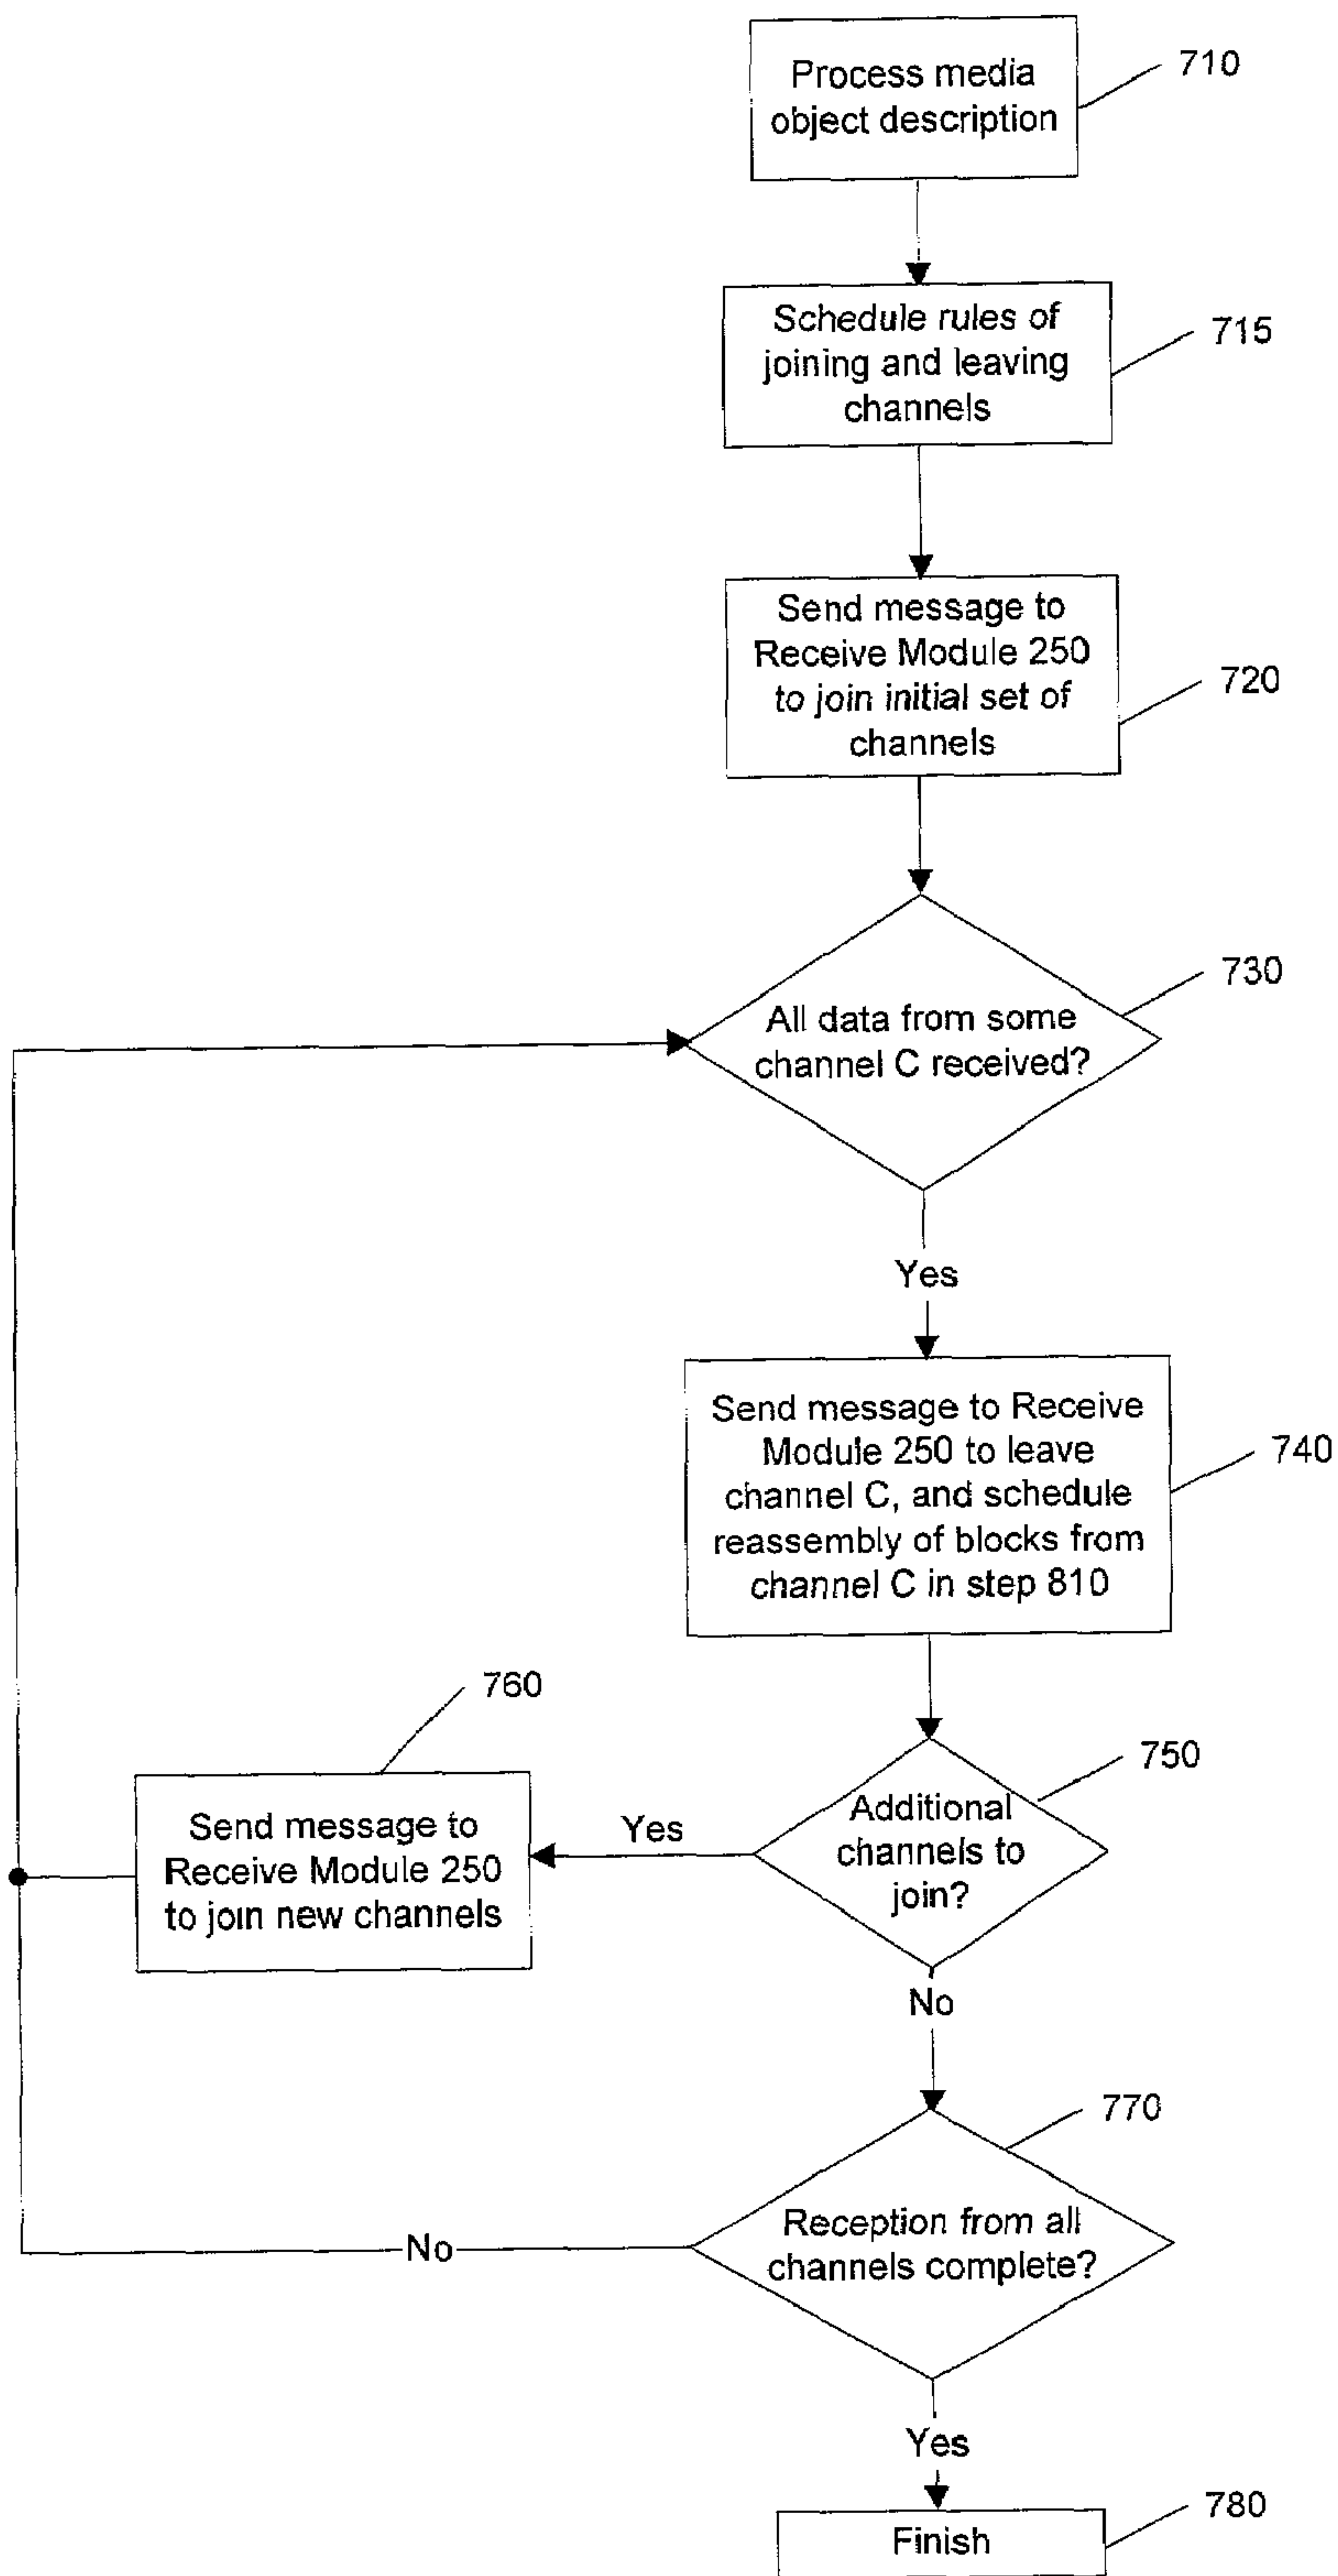 Process media
object description
710
Schedule rules of
joining and leaving
channels
715
Send message to
Receive Module 250
to join initial set of
channels
720
All data from some
channel C received?
730
Yes
Send message to Receive
Module 250 to leave
channel C, and schedule
reassembly of blocks from
channel C in step 810
740
760
Send message to
Receive Module 250
to join new channels
Yes
Additional
channels to
join?
750
No
Reception from all
channels complete?
770
No
Yes
Finish
780